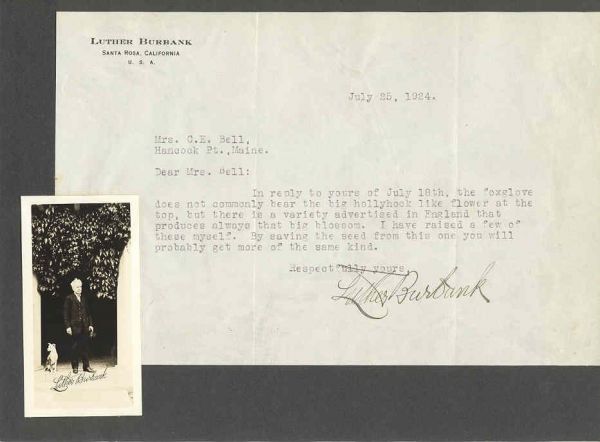 LUTHER BURBANK
SANTA ROSA, CALIFORNIA
U. S. A.
July 25, 1924.
Mrs. C.E. Bell,
Hancock Pt.,Maine.
Dear Mrs. Bell:
In reply to yours of July 18th, the foxglove
does not commonly bear the big hollyhock like flower at the
top, but there is a variety advertised in England that
produces always that big blossom. I have raised a few of
these myself. By saving the seed from this one you will
probably get more of the same kind.
Respectfully yours,
Luther Burbank
Luther Burbank